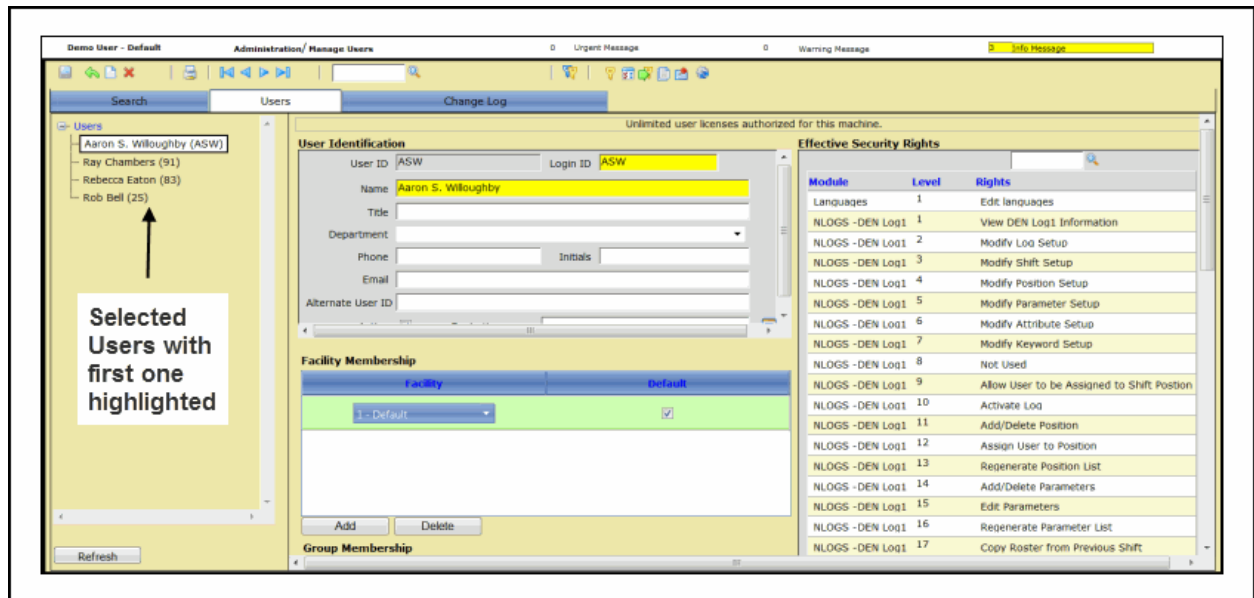 Demo User - Default Administration/ Manage Users 0 Urgent Message 0 Warning Message Info Message
Search Users Change Log
Users
Aaron S. Willoughby (ASW)
Ray Chambers (91)
Rebecca Eaton (83)
Rob Bell (25)
Selected
Users with
first one
highlighted
Refresh
Unlimited user licenses authorized for this machine.
User Identification
User ID ASW Login ID ASW
Name Aaron S. Willoughby
Title
Department
Phone Initials
Email
Alternate User ID
Facility Membership
Facility Default
1 - Default
Add Delete
Group Membership
Effective Security Rights
Module Level Rights
Languages 1 Edit languages
NLOGS -DEN Log1 1 View DEN Log1 Information
NLOGS -DEN Log1 2 Modify Log Setup
NLOGS -DEN Log1 3 Modify Shift Setup
NLOGS -DEN Log1 4 Modify Position Setup
NLOGS -DEN Log1 5 Modify Parameter Setup
NLOGS -DEN Log1 6 Modify Attribute Setup
NLOGS -DEN Log1 7 Modify Keyword Setup
NLOGS -DEN Log1 8 Not Used
NLOGS -DEN Log1 9 Allow User to be Assigned to Shift Postion
NLOGS -DEN Log1 10 Activate Log
NLOGS -DEN Log1 11 Add/Delete Position
NLOGS -DEN Log1 12 Assign User to Position
NLOGS -DEN Log1 13 Regenerate Position List
NLOGS -DEN Log1 14 Add/Delete Parameters
NLOGS -DEN Log1 15 Edit Parameters
NLOGS -DEN Log1 16 Regenerate Parameter List
NLOGS -DEN Log1 17 Copy Roster from Previous Shift